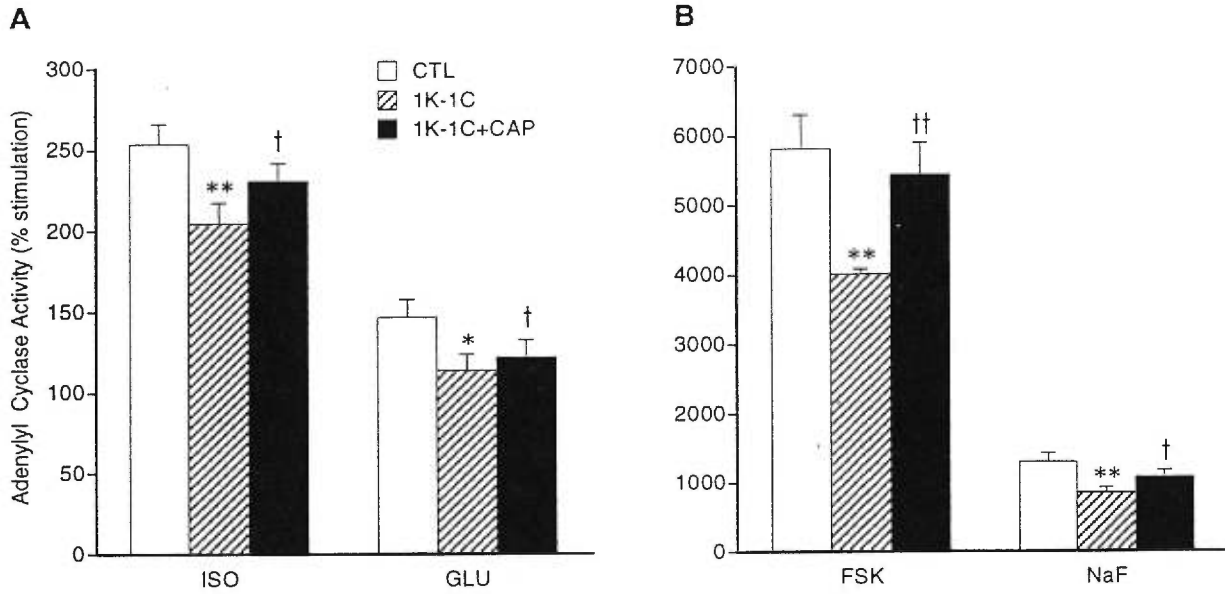 A
Adenylyl Cyclase Activity (% stimulation)
300
250
200
150
100
50
0
CTL
1K-1C
1K-1C+CAP
**
†
*
†
ISO
GLU
B
7000
6000
5000
4000
3000
2000
1000
0
**
††
**
†
FSK
NaF